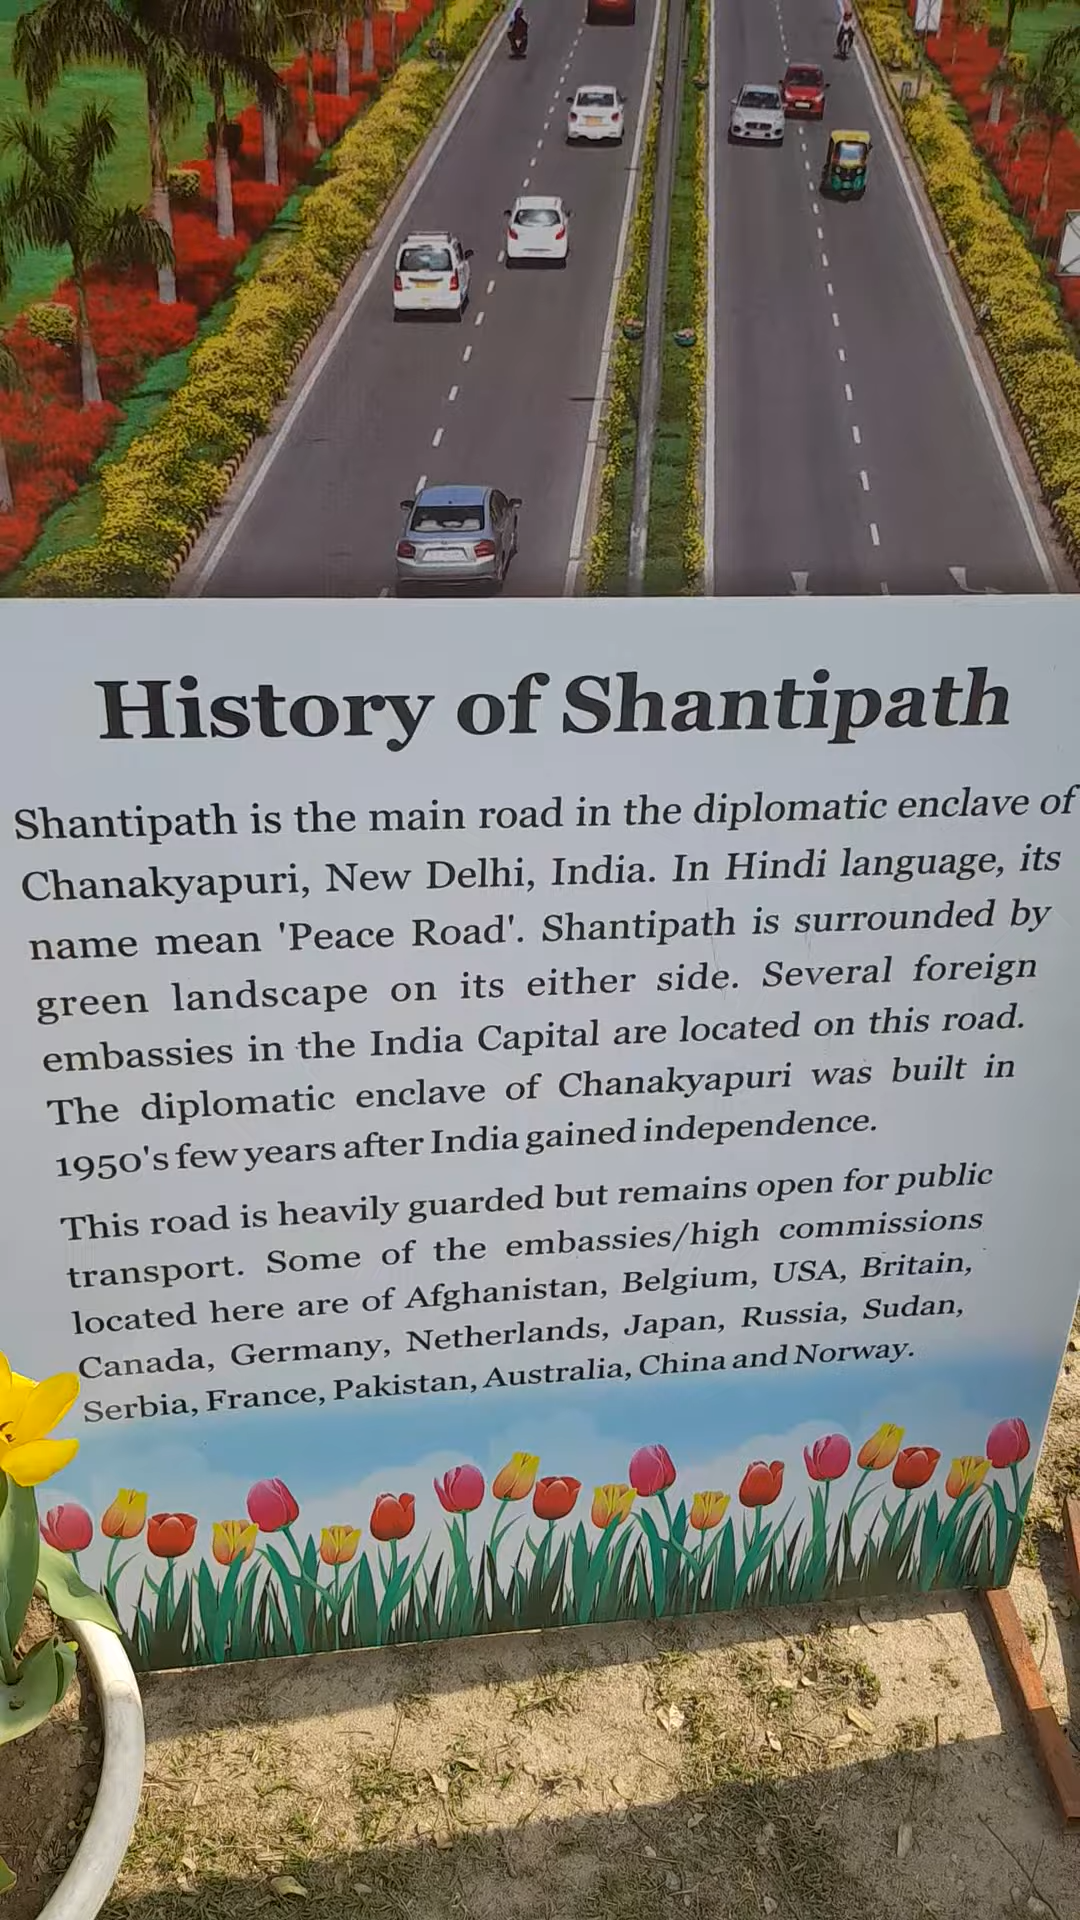 History of Shantipath
Shantipath is the main road in the diplomatic enclave of
Chanakyapuri, New Delhi, India. In Hindi language, its
name mean 'Peace Road'. Shantipath is surrounded by
green landscape on its either side. Several foreign
embassies in the India Capital are located on this road.
The diplomatic enclave of Chanakyapuri was built in
1950's few years after India gained independence.
This road is heavily guarded but remains open for public
transport. Some of the embassies/high commissions
located here are of Afghanistan, Belgium, USA, Britain,
Canada, Germany, Netherlands, Japan, Russia, Sudan,
Serbia, France, Pakistan, Australia, China and Norway.